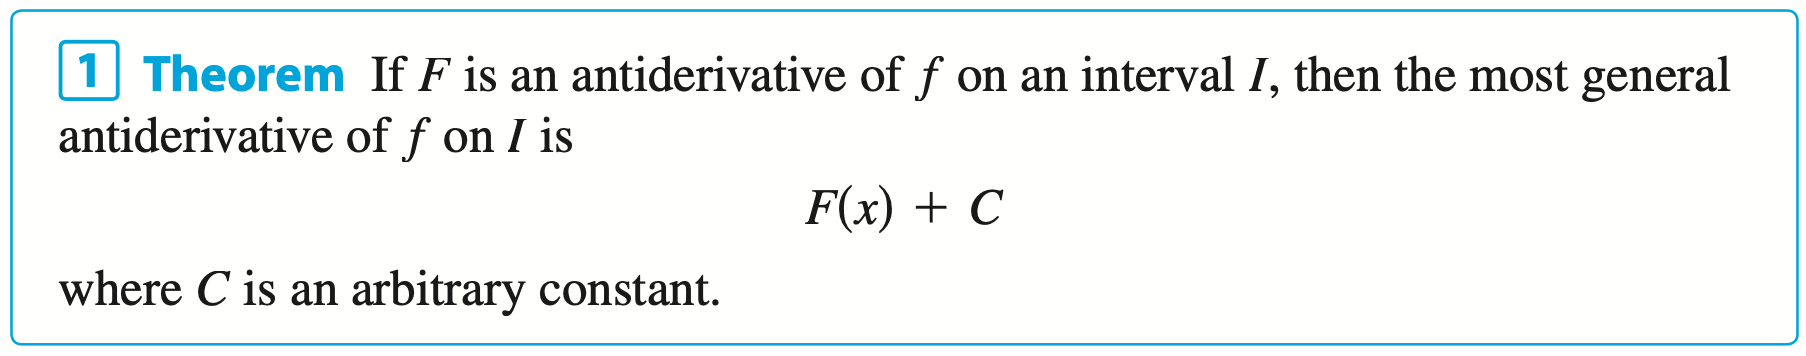 1 Theorem If F is an antiderivative of f on an interval I, then the most general
antiderivative of f on I is
F(x) + C
where C is an arbitrary constant.